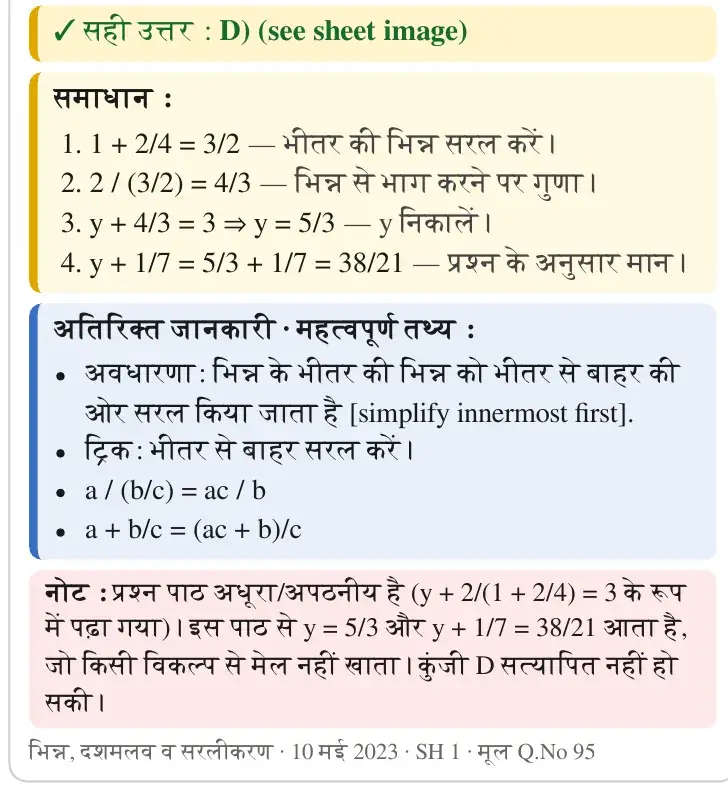 ✓ सही उत्तर : D) (see sheet image)
समाधान :
1. 1 + 2/4 = 3/2 — भीतर की भिन्न सरल करें।
2. 2 / (3/2) = 4/3 — भिन्न से भाग करने पर गुणा।
3. y + 4/3 = 3 ⇒ y = 5/3 — y निकालें।
4. y + 1/7 = 5/3 + 1/7 = 38/21 — प्रश्न के अनुसार मान।
अतिरिक्त जानकारी · महत्वपूर्ण तथ्य :
• अवधारणा : भिन्न के भीतर की भिन्न को भीतर से बाहर की
ओर सरल किया जाता है [simplify innermost first].
• ट्रिक : भीतर से बाहर सरल करें।
• a / (b/c) = ac / b
• a + b/c = (ac + b)/c
नोट : प्रश्न पाठ अधूरा/अपठनीय है (y + 2/(1 + 2/4) = 3 के रूप
में पढ़ा गया)। इस पाठ से y = 5/3 और y + 1/7 = 38/21 आता है,
जो किसी विकल्प से मेल नहीं खाता। कुंजी D सत्यापित नहीं हो
सकी।
भिन्न, दशमलव व सरलीकरण · 10 मई 2023 · SH 1 · मूल Q.No 95